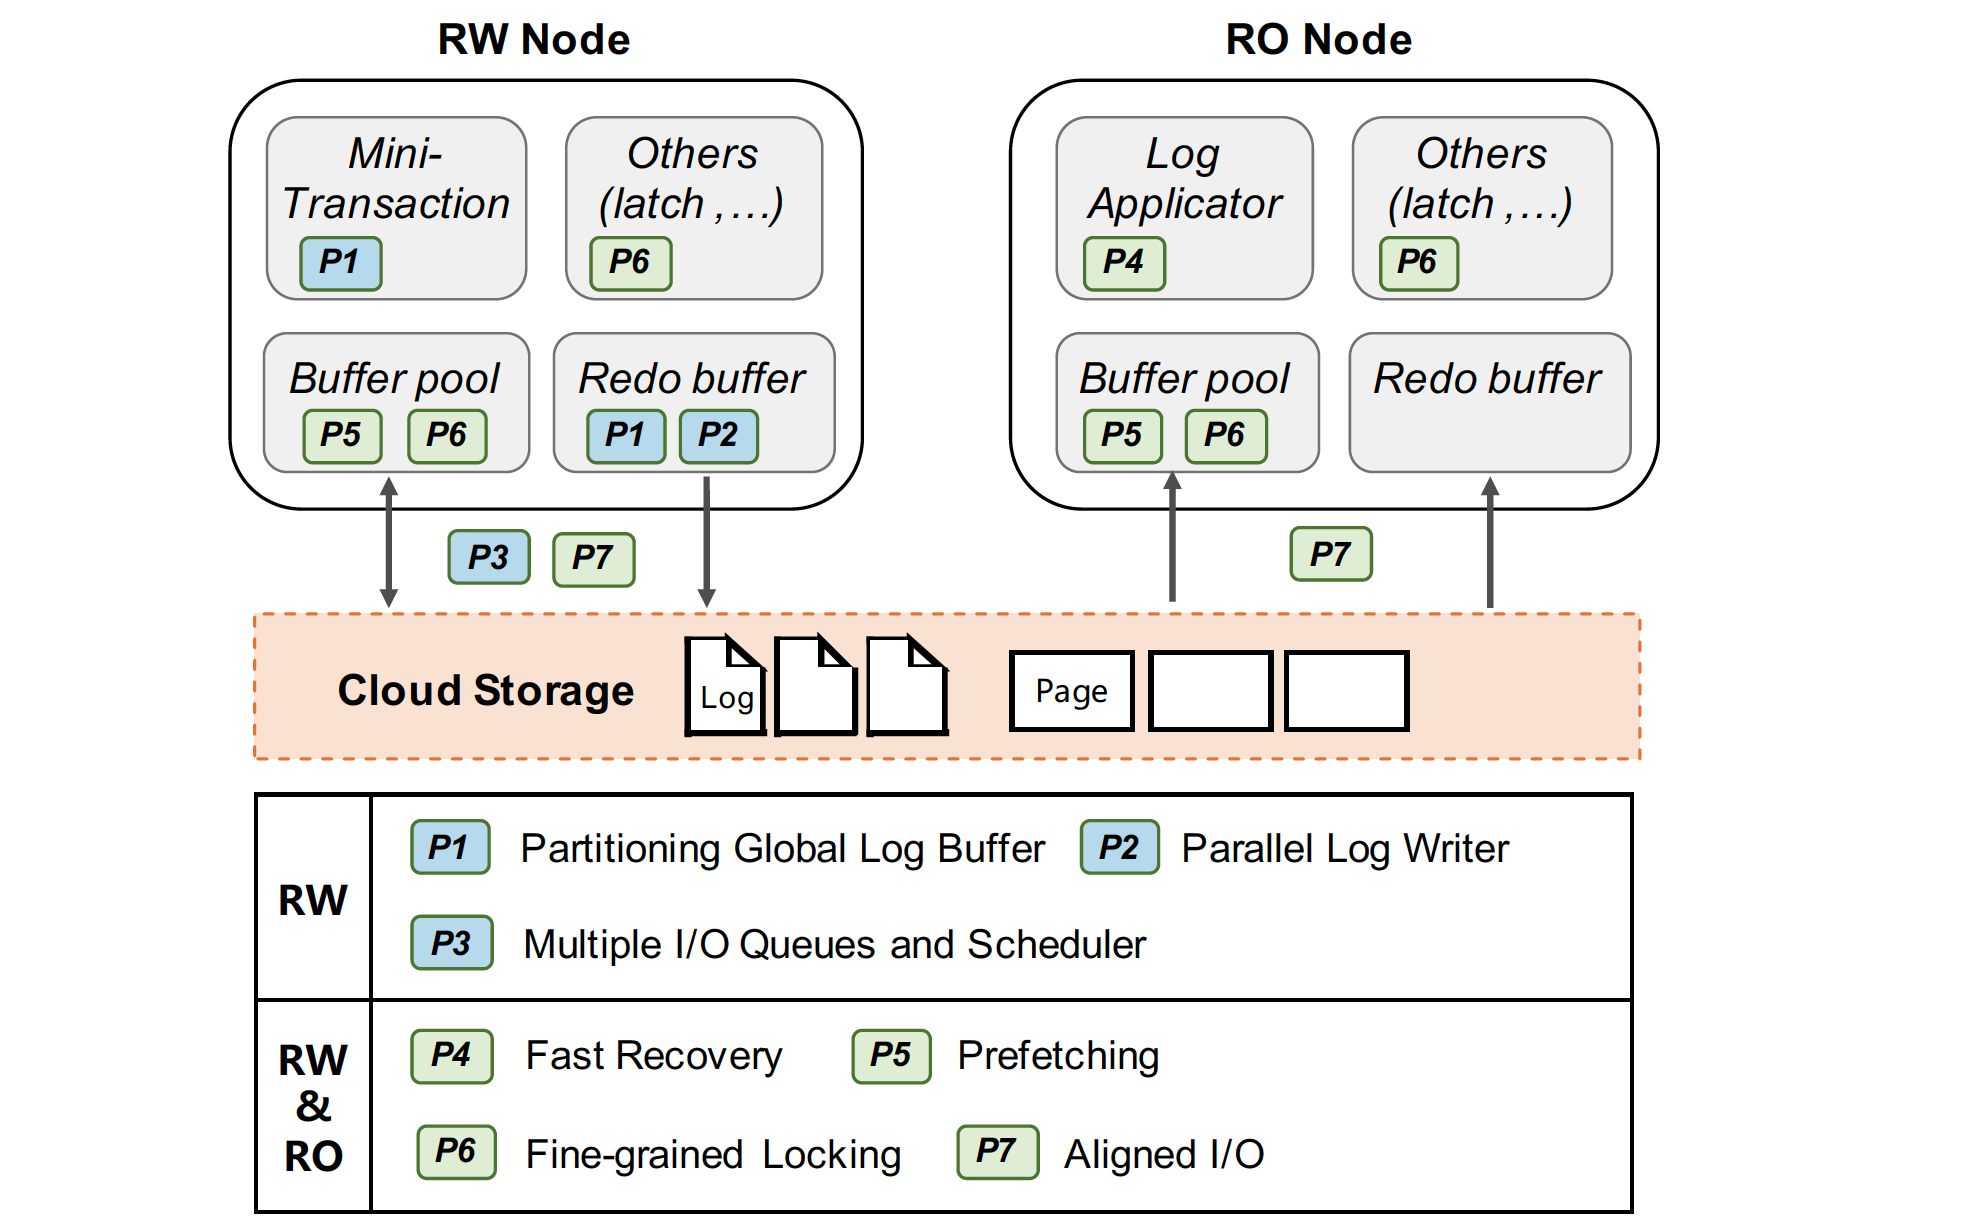 RW Node
RO Node
Mini-
Transaction
P1
Others
(latch ,...)
P6
Log
Applicator
P4
Others
(latch ,...)
P6
Buffer pool
P5 P6
Redo buffer
P1 P2
Buffer pool
P5 P6
Redo buffer
P3 P7
P7
Cloud Storage
Log
Page
RW
P1 Partitioning Global Log Buffer P2 Parallel Log Writer
P3 Multiple I/O Queues and Scheduler
RW
&
RO
P4 Fast Recovery P5 Prefetching
P6 Fine-grained Locking P7 Aligned I/O